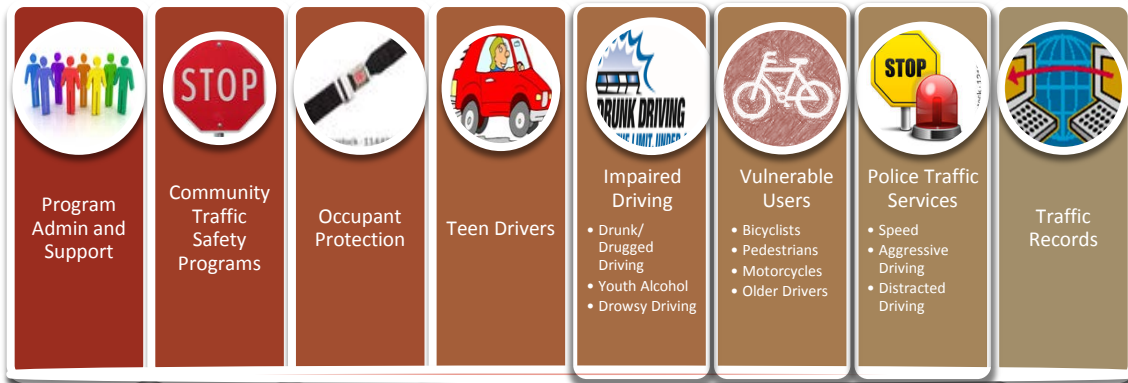 STOP
DRUNK DRIVING
STOP
Program
Admin and
Support
Community
Traffic
Safety
Programs
Occupant
Protection
Teen Drivers
Impaired
Driving
• Drunk/
Drugged
Driving
• Youth Alcohol
• Drowsy Driving
Vulnerable
Users
• Bicyclists
• Pedestrians
• Motorcycles
• Older Drivers
Police Traffic
Services
• Speed
• Aggressive
Driving
• Distracted
Driving
Traffic
Records